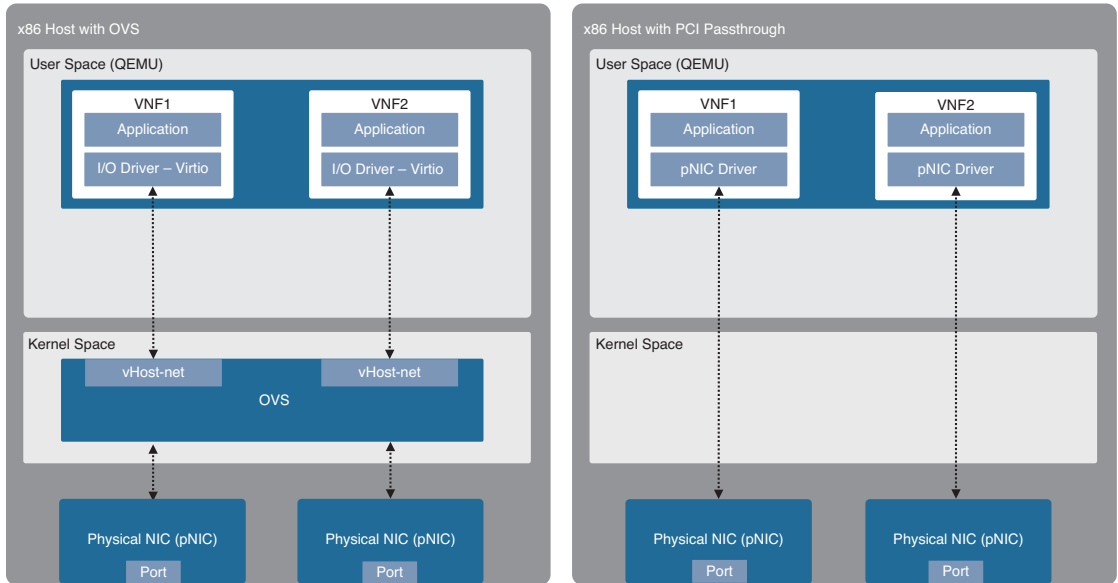 x86 Host with OVS
User Space (QEMU)
VNF1
Application
I/O Driver – Virtio
VNF2
Application
I/O Driver – Virtio
Kernel Space
vHost-net
vHost-net
OVS
Physical NIC (pNIC)
Port
Physical NIC (pNIC)
Port
x86 Host with PCI Passthrough
User Space (QEMU)
VNF1
Application
pNIC Driver
VNF2
Application
pNIC Driver
Kernel Space
Physical NIC (pNIC)
Port
Physical NIC (pNIC)
Port